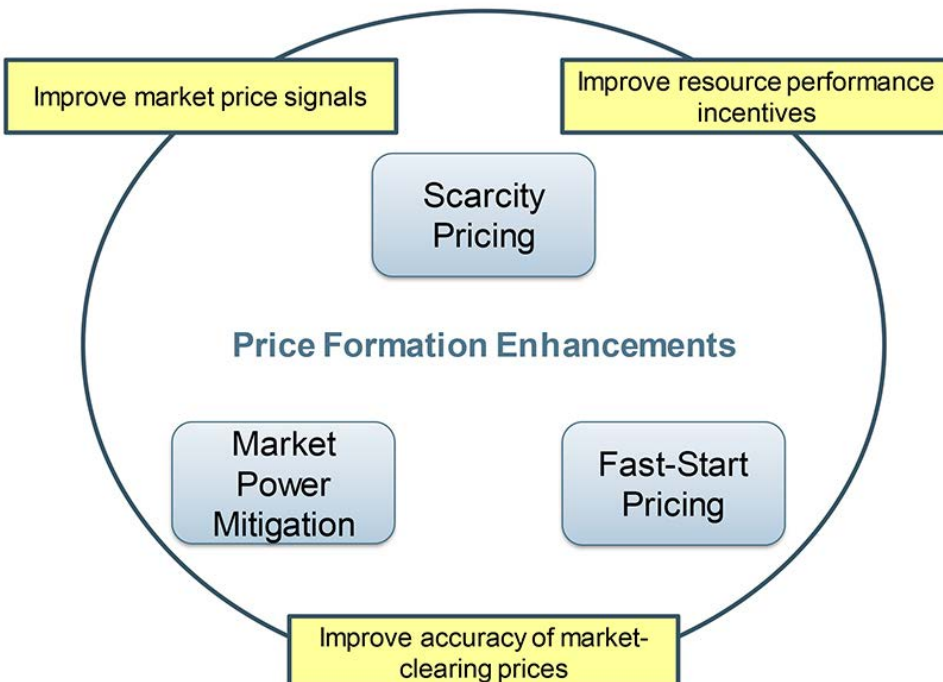 Improve market price signals
Improve resource performance
incentives
Scarcity
Pricing
Price Formation Enhancements
Market
Power
Mitigation
Fast-Start
Pricing
Improve accuracy of market-
clearing prices